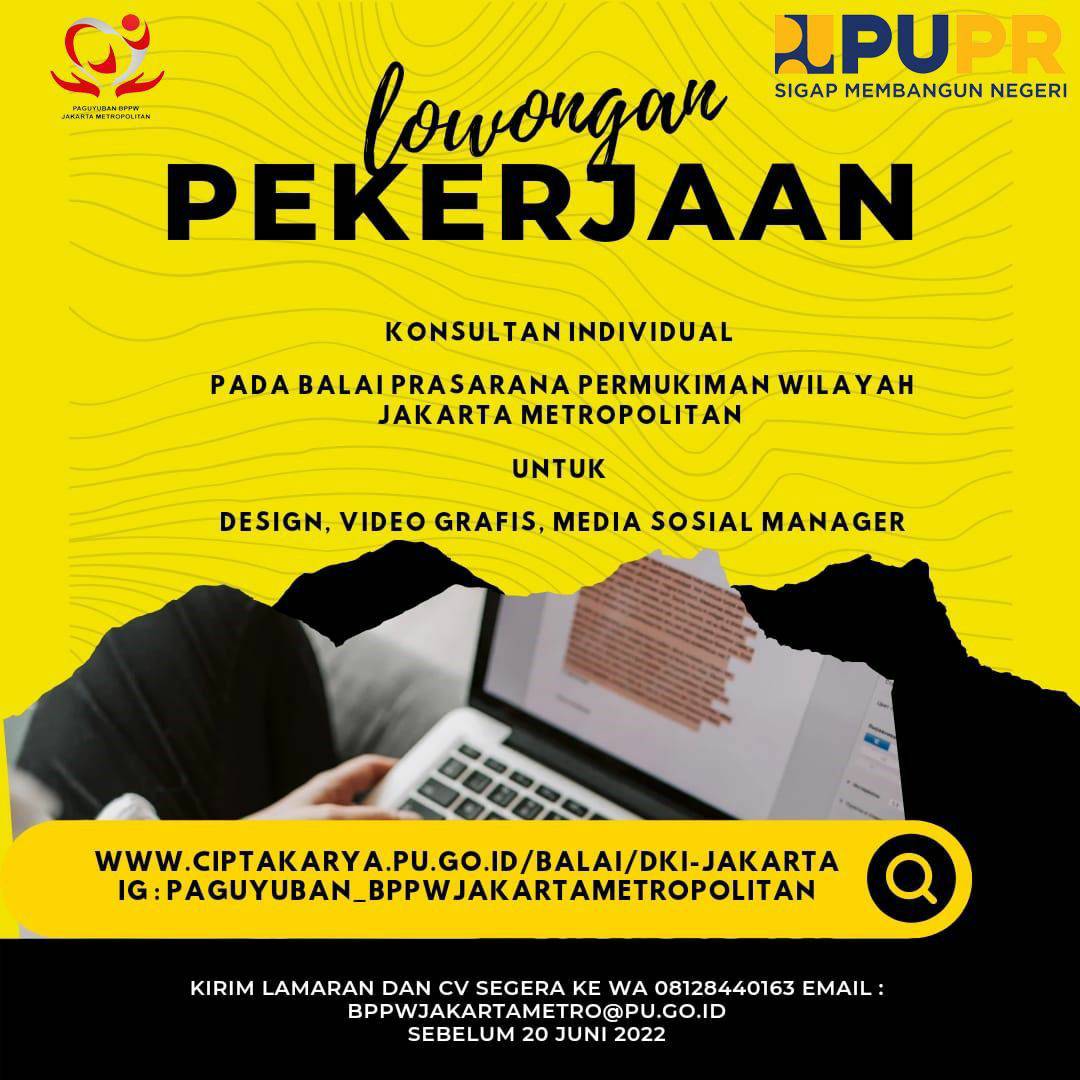 PAGUYUBAN BPPW
JAKARTA METROPOLITAN
PUPR
SIGAP MEMBANGUN NEGERI
lowongan
PEKERJAAN
KONSULTAN INDIVIDUAL
PADA BALAI PRASARANA PERMUKIMAN WILAYAH
JAKARTA METROPOLITAN
UNTUK
DESIGN, VIDEO GRAFIS, MEDIA SOSIAL MANAGER
WWW.CIPTAKARYA.PU.GO.ID/BALAI/DKI-JAKARTA
IG : PAGUYUBAN_BPPWJAKARTAMETROPOLITAN
KIRIM LAMARAN DAN CV SEGERA KE WA 08128440163 EMAIL :
BPPWJAKARTAMETRO@PU.GO.ID
SEBELUM 20 JUNI 2022